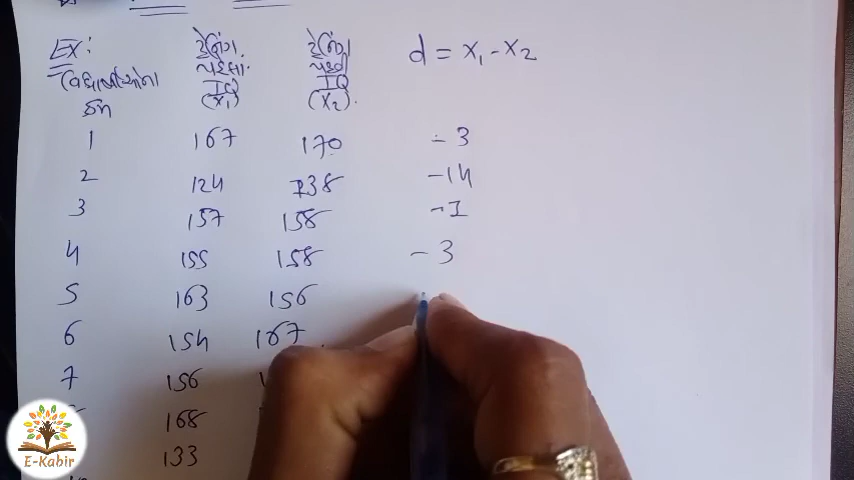 EX:
વિદ્યાર્થીઓના ક્રમ
ટ્રેનિંગ પહેલા IQ (X₁)
ટ્રેનિંગ પછી IQ (X₂).
d = X₁ - X₂
1 167 170 - 3
2 124 138 -14
3 157 158 -1
4 155 158 - 3
5 163 156
6 154 167
7 156
168
133
E-Kabir